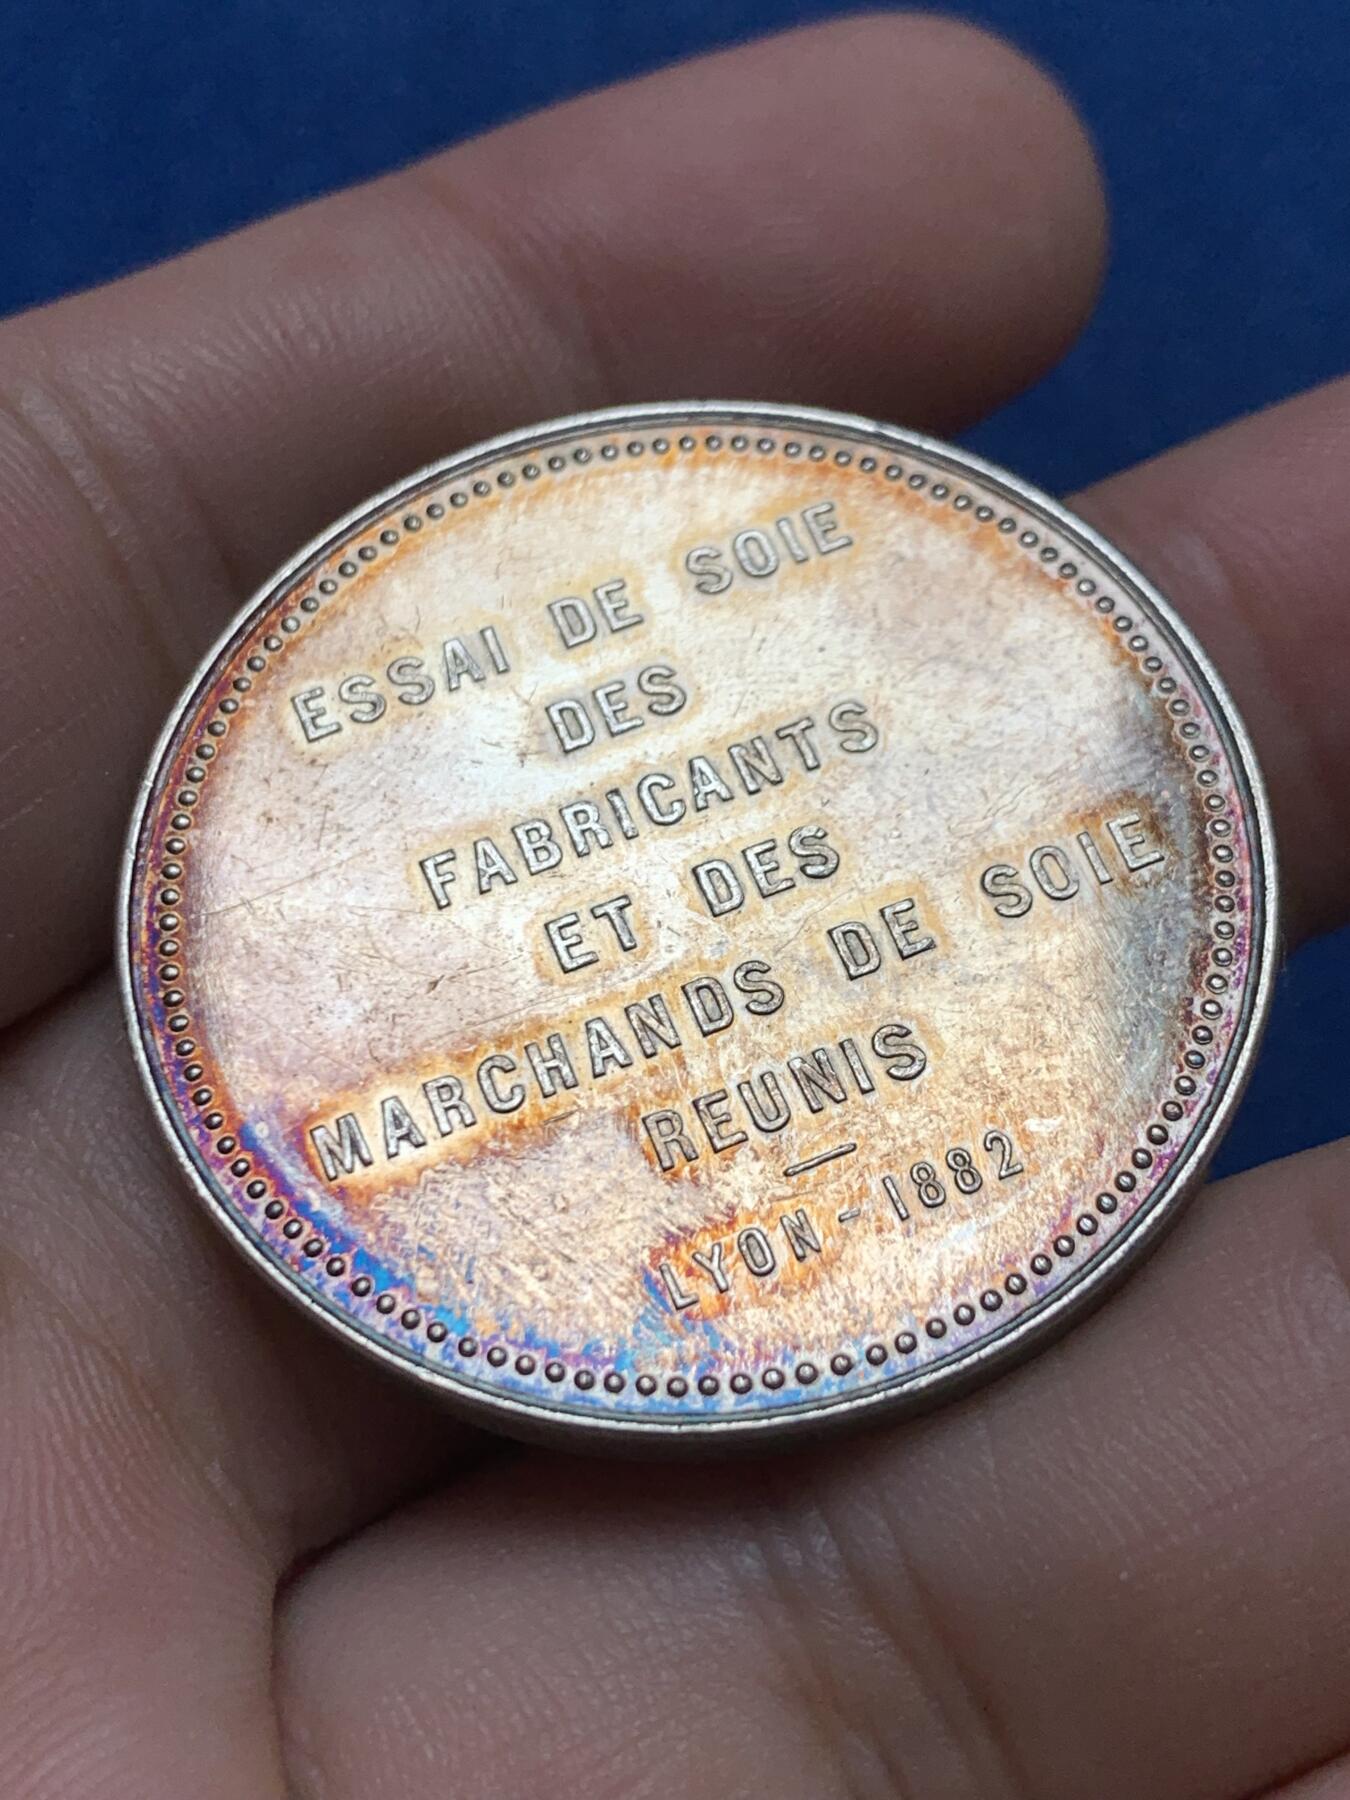 ESSAI DE SOIE
DES
FABRICANTS
ET DES
MARCHANDS DE SOIE
REUNIS
LYON - 1882